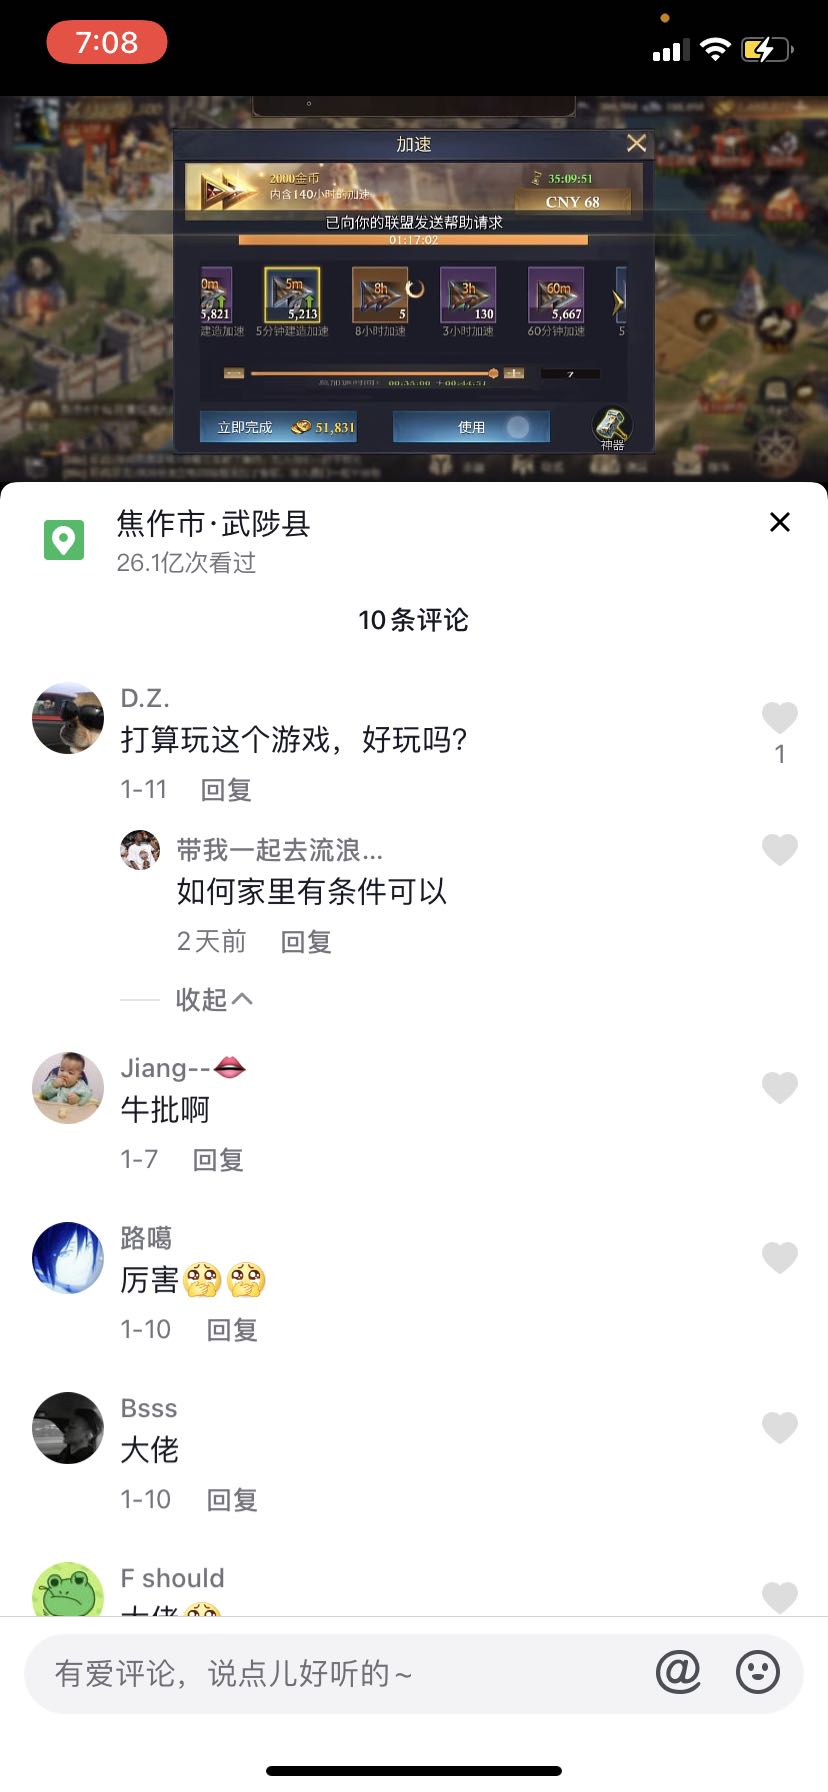 7:08
加速
2000金币
内含140小时的加速
35:09:51
CNY 68
已向你的联盟发送帮助请求
01:17:02
0m
5m
8h
3h
60m
5,821
5,213
5
130
5,667
建造加速
5分钟建造加速
8小时加速
3小时加速
60分钟加速
5
00:35:00 +00:44:51
7
立即完成
51,831
使用
神器
焦作市·武陟县
26.1亿次看过
10条评论
D.Z.
打算玩这个游戏，好玩吗?
1
1-11 回复
带我一起去流浪...
如何家里有条件可以
2天前 回复
收起
Jiang--👄
牛批啊
1-7 回复
路噶
厉害🥹🥹
1-10 回复
Bsss
大佬
1-10 回复
F should
大佬🥹
有爱评论，说点儿好听的~
@